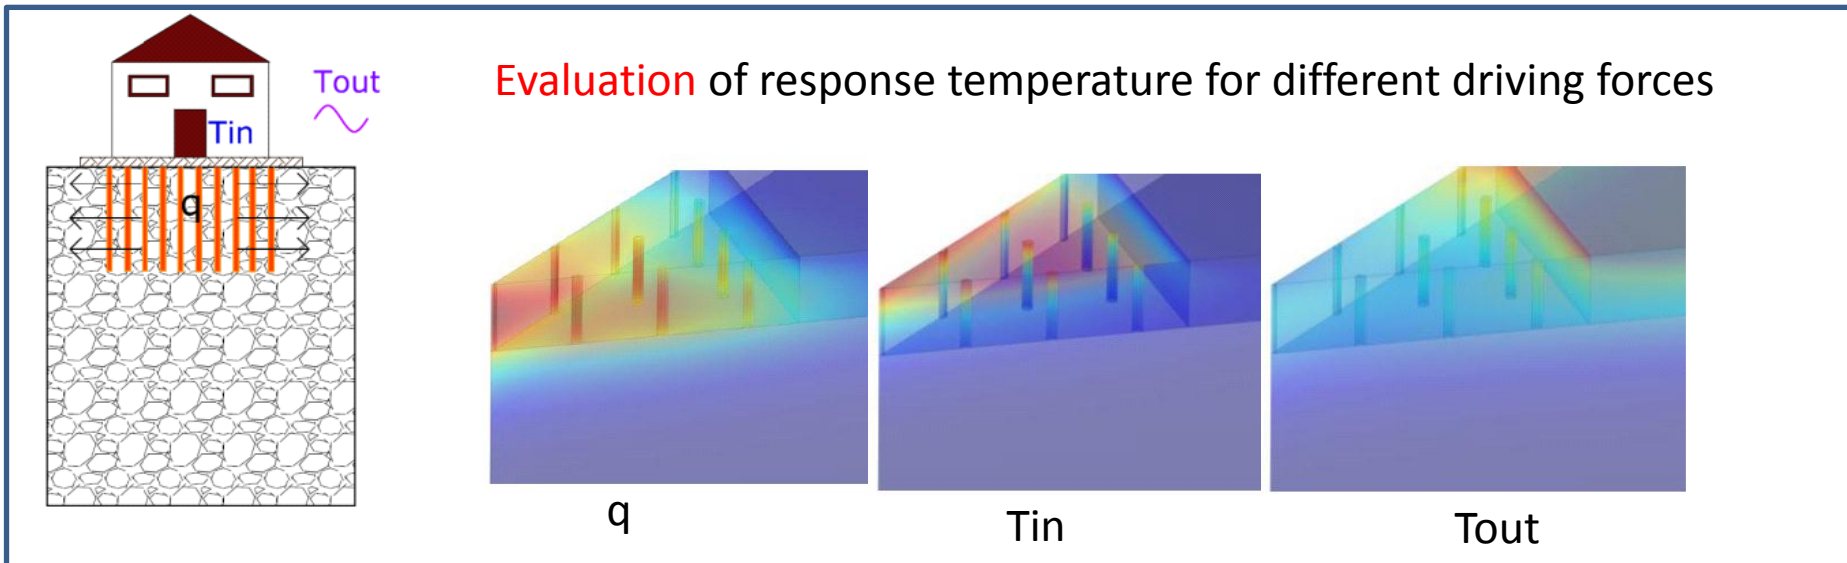 Evaluation of response temperature for different driving forces
Tout
Tin
q
q
Tin
Tout